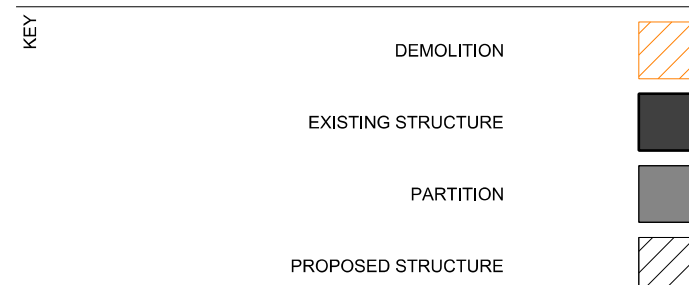 KEY
DEMOLITION
EXISTING STRUCTURE
PARTITION
PROPOSED STRUCTURE